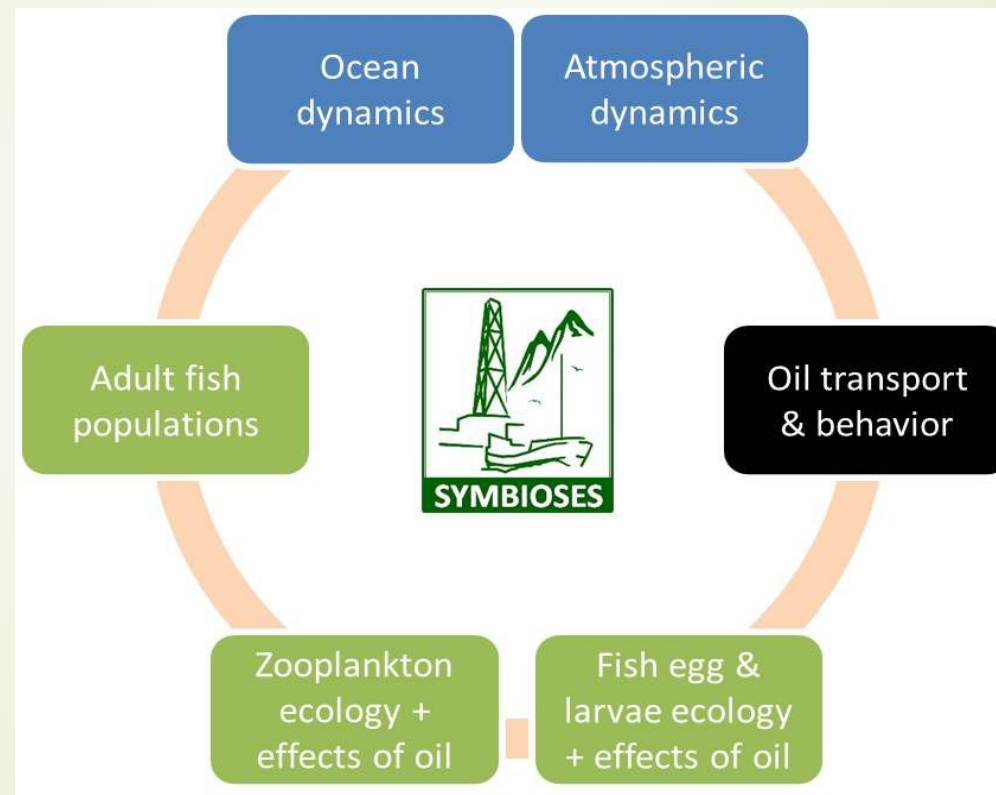 Ocean
dynamics
Atmospheric
dynamics
Adult fish
populations
Oil transport
& behavior
SYMBIOSES
Zooplankton
ecology +
effects of oil
Fish egg &
larvae ecology
+ effects of oil